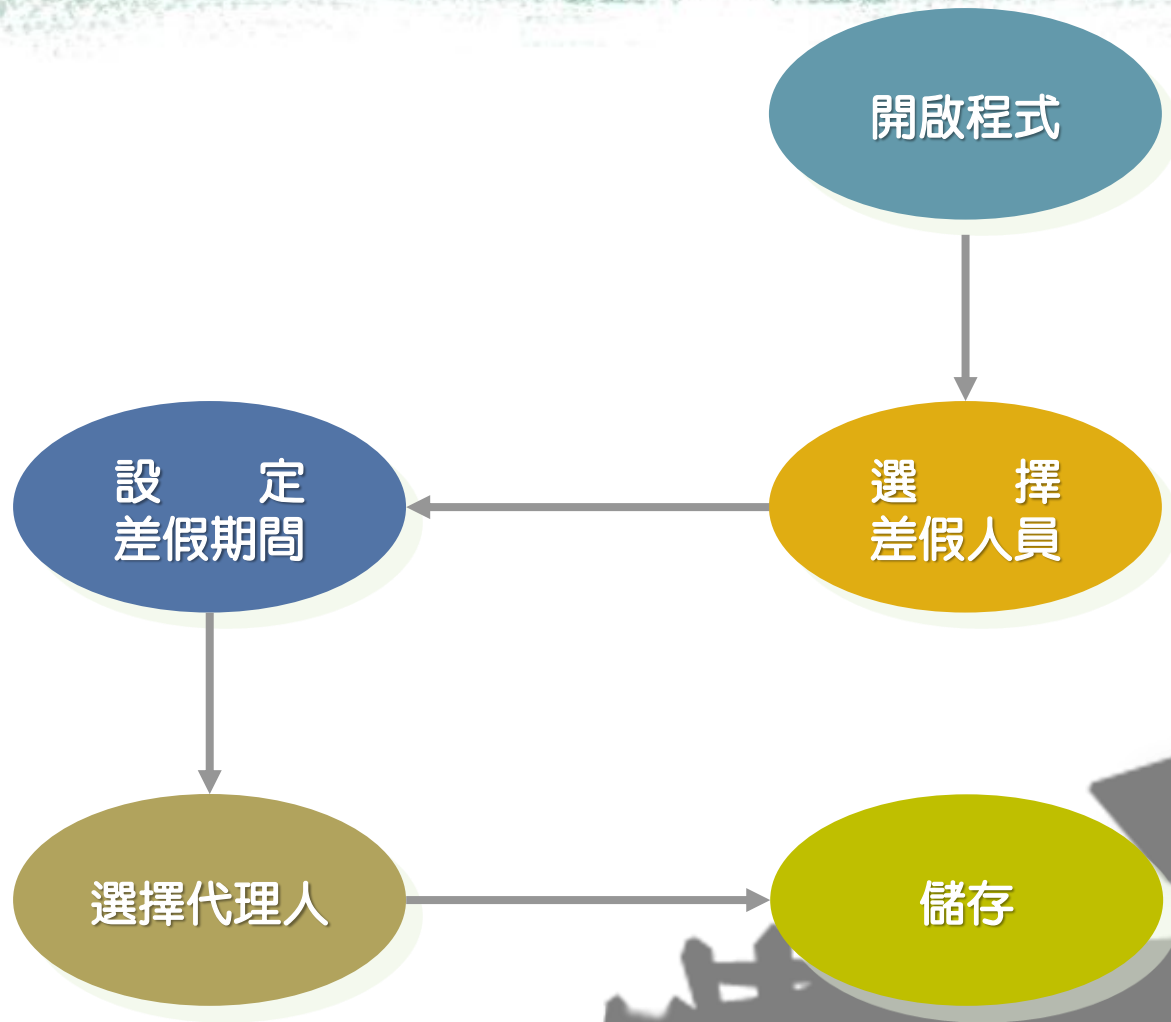 開啟程式
選　　擇
差假人員
設　　定
差假期間
選擇代理人
儲存